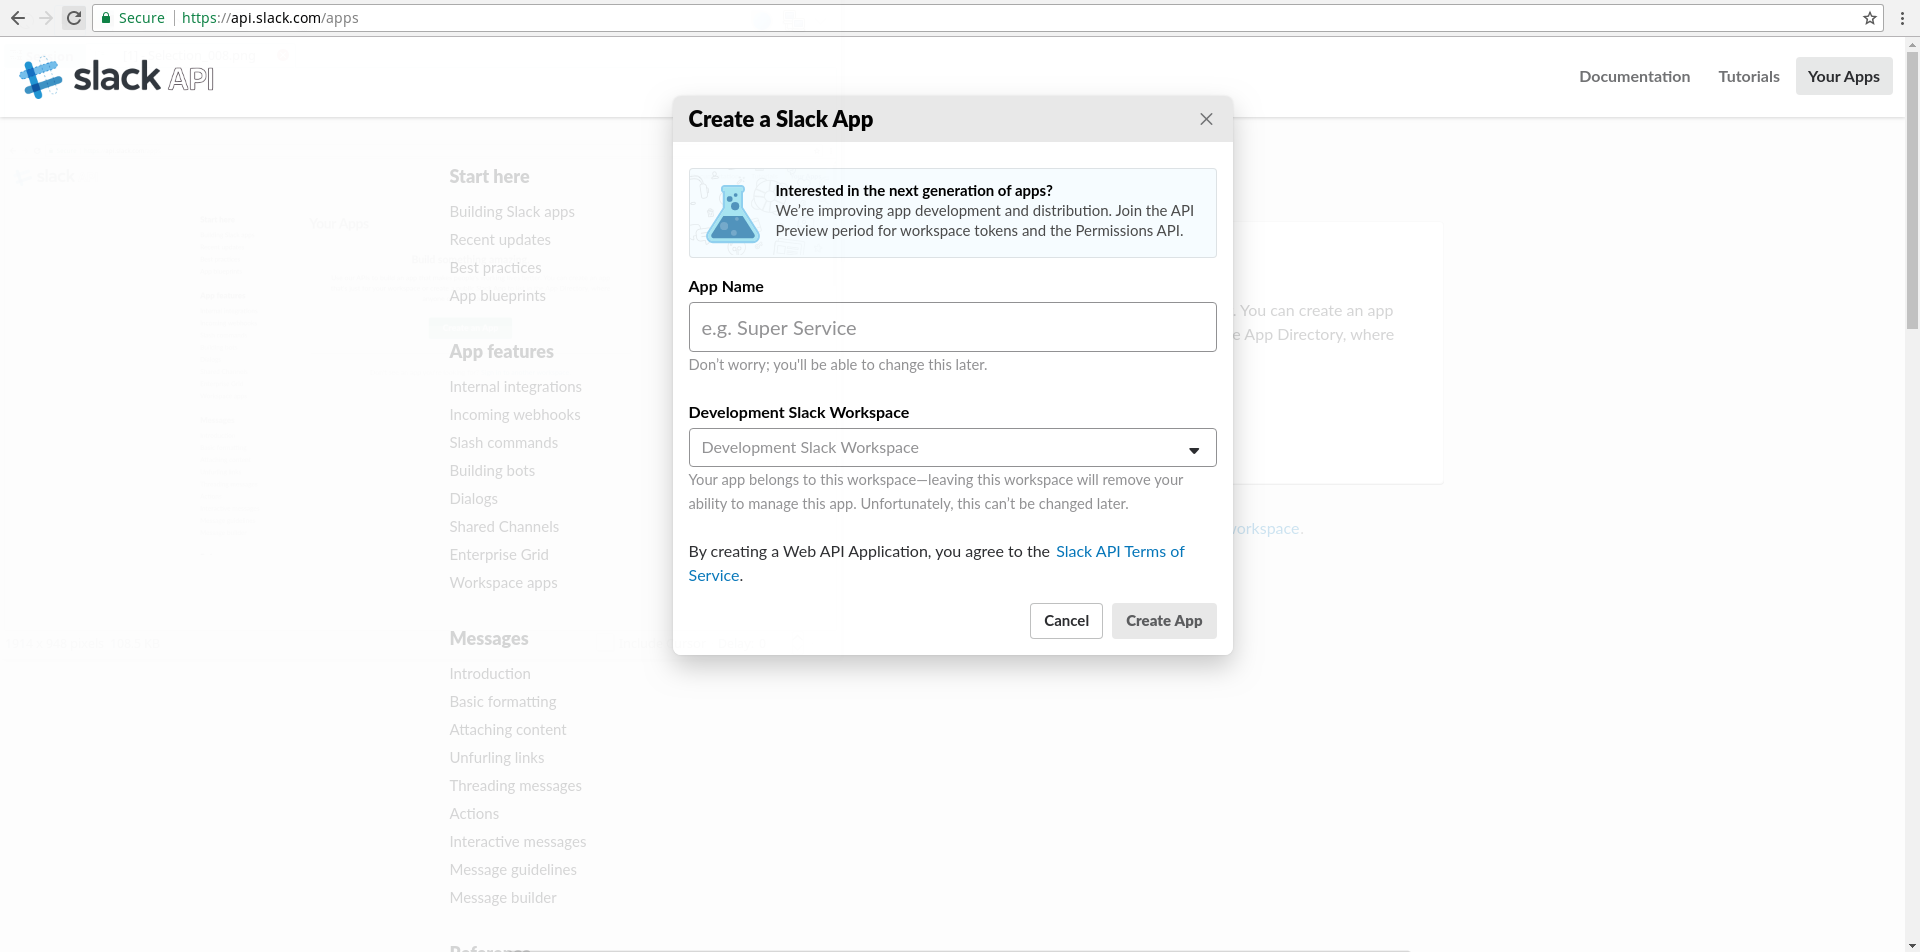 Secure https://api.slack.com/apps
slack API
Documentation Tutorials Your Apps
Start here
Building Slack apps
Recent updates
Best practices
App blueprints
App features
Internal integrations
Incoming webhooks
Slash commands
Building bots
Dialogs
Shared Channels
Enterprise Grid
Workspace apps
Messages
Introduction
Basic formatting
Attaching content
Unfurling links
Threading messages
Actions
Interactive messages
Message guidelines
Message builder
Create a Slack App
Interested in the next generation of apps?
We're improving app development and distribution. Join the API
Preview period for workspace tokens and the Permissions API.
App Name
e.g. Super Service
Don't worry; you'll be able to change this later.
Development Slack Workspace
Development Slack Workspace
Your app belongs to this workspace—leaving this workspace will remove your
ability to manage this app. Unfortunately, this can't be changed later.
By creating a Web API Application, you agree to the Slack API Terms of
Service.
Cancel Create App
. You can create an app
e App Directory, where
workspace.
slack
Your Apps